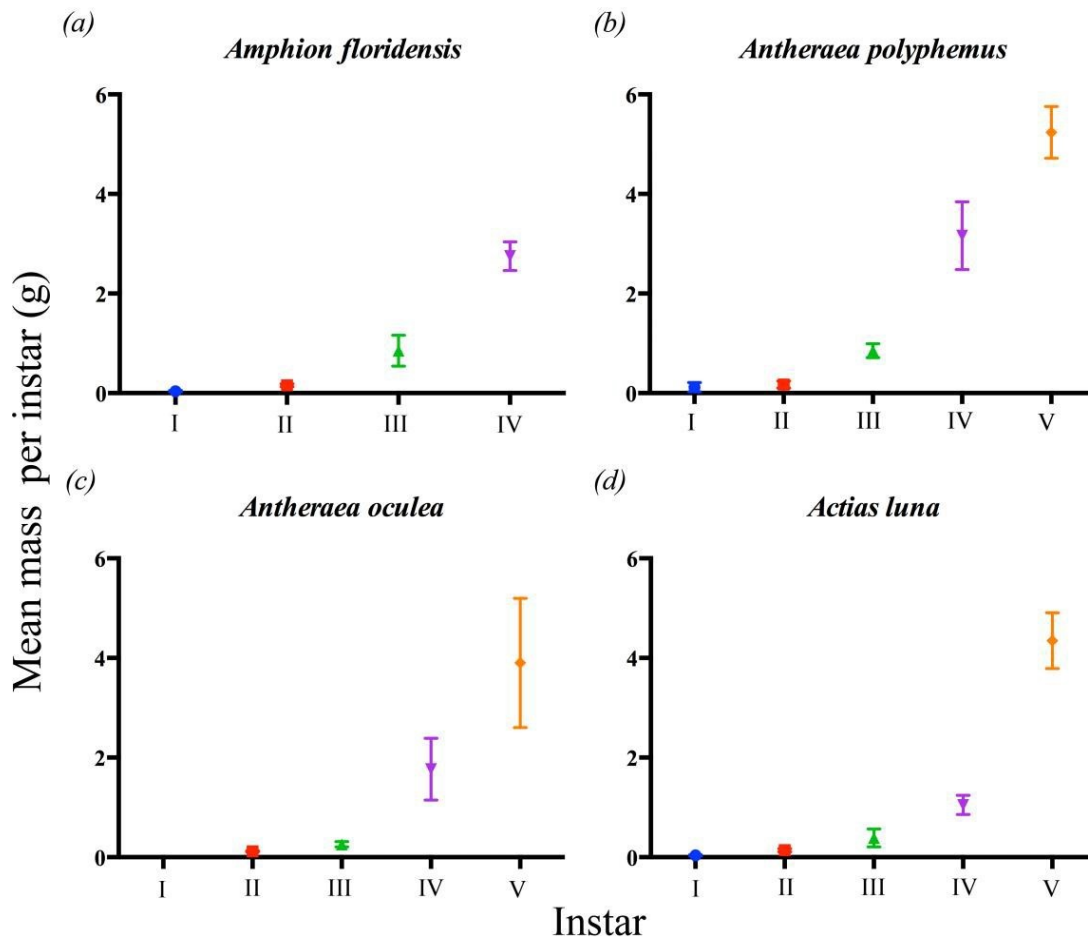 (a)
Amphion floridensis
6
4
2
0
I II III IV
(b)
Antheraea polyphemus
6
4
2
0
I II III IV V
(c)
Antheraea oculea
6
4
2
0
I II III IV V
(d)
Actias luna
6
4
2
0
I II III IV V
Mean mass per instar (g)
Instar